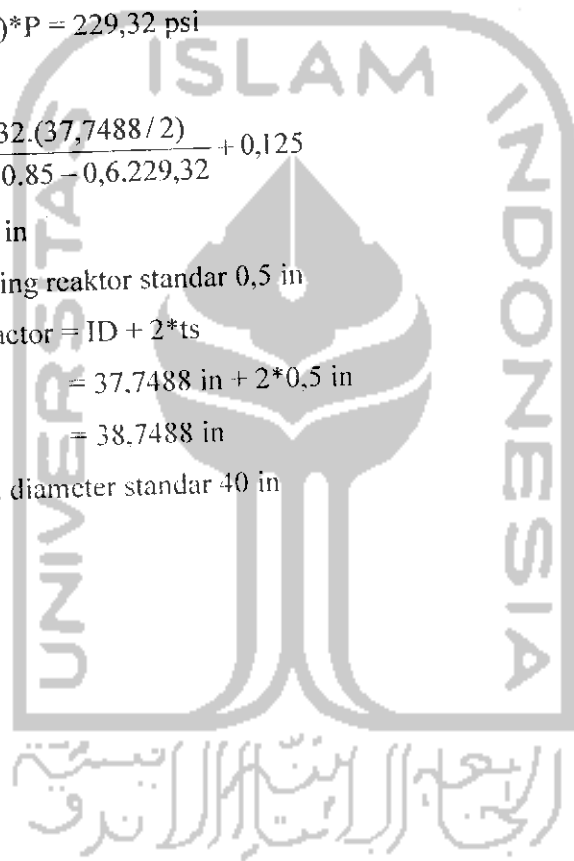 )*P = 229,32 psi
ISLAM
32.(37,7488/2)
0.85 – 0,6.229,32
+ 0,125
in
ing reaktor standar 0,5 in
actor = ID + 2*ts
= 37,7488 in + 2*0,5 in
= 38,7488 in
diameter standar 40 in
UNIVERSITAS
INDONESIA